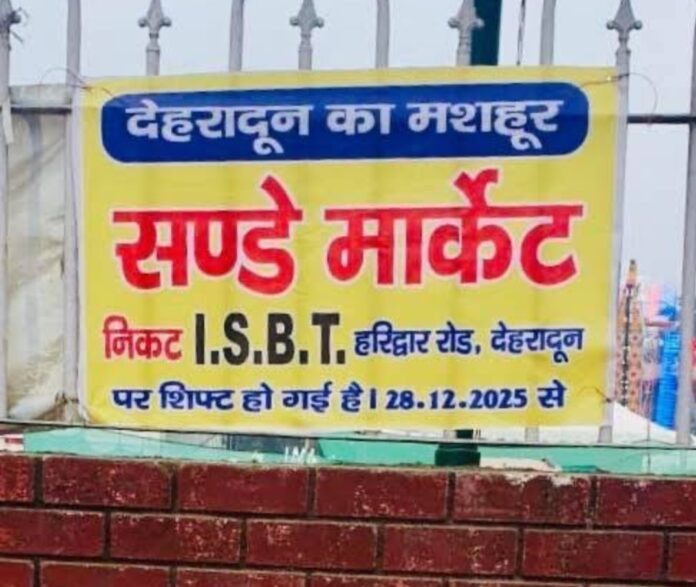 देहरादून का मशहूर
सण्डे मार्केट
निकट I.S.B.T. हरिद्वार रोड, देहरादून
पर शिफ्ट हो गई है। 28.12.2025 से